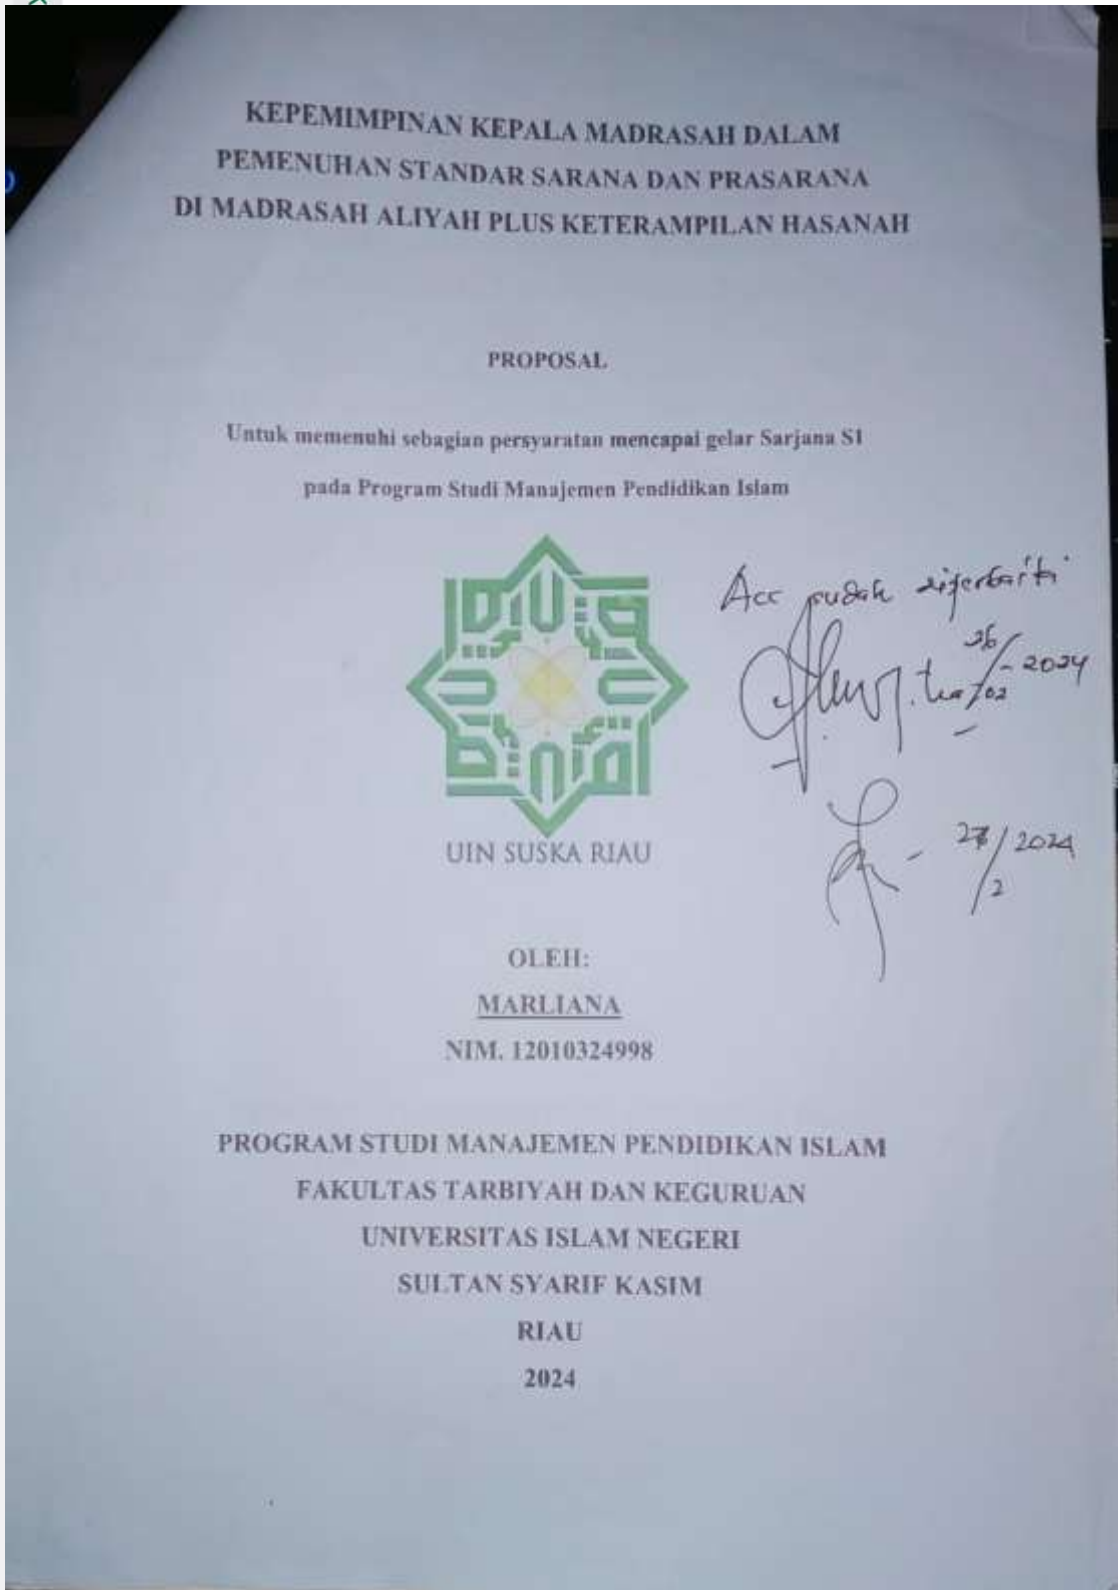 KEPEMIMPINAN KEPALA MADRASAH DALAM
PEMENUHAN STANDAR SARANA DAN PRASARANA
DI MADRASAH ALIYAH PLUS KETERAMPILAN HASANAH
PROPOSAL
Untuk memenuhi sebagian persyaratan mencapai gelar Sarjana S1
pada Program Studi Manajemen Pendidikan Islam
Acc sudah diperbaiki
26/02 - 2024
UIN SUSKA RIAU
27/2 2024
OLEH:
MARLIANA
NIM. 12010324998
PROGRAM STUDI MANAJEMEN PENDIDIKAN ISLAM
FAKULTAS TARBIYAH DAN KEGURUAN
UNIVERSITAS ISLAM NEGERI
SULTAN SYARIF KASIM
RIAU
2024